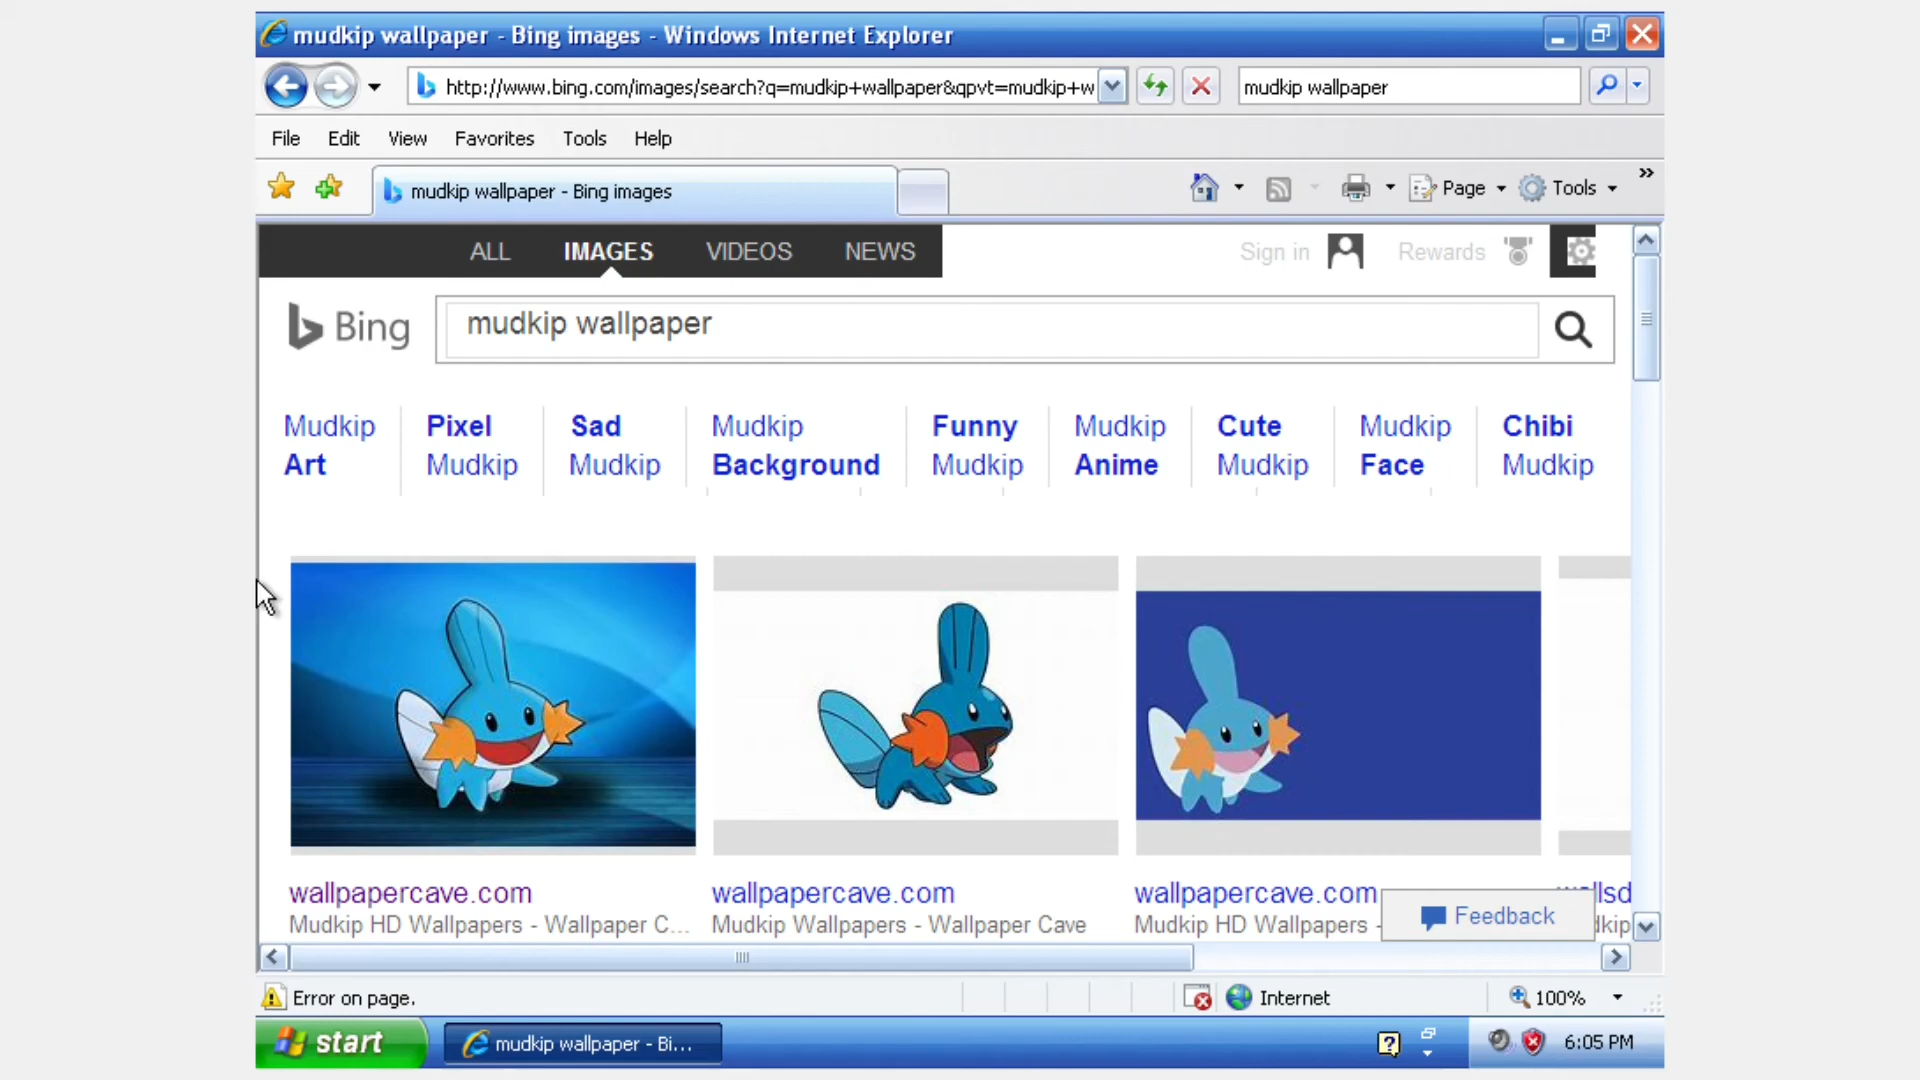 mudkip wallpaper - Bing images - Windows Internet Explorer
http://www.bing.com/images/search?q=mudkip+wallpaper&qpvt=mudkip+w
mudkip wallpaper
File Edit View Favorites Tools Help
mudkip wallpaper - Bing images
Page Tools »
ALL IMAGES VIDEOS NEWS Sign in Rewards
Bing mudkip wallpaper
Mudkip Art
Pixel Mudkip
Sad Mudkip
Mudkip Background
Funny Mudkip
Mudkip Anime
Cute Mudkip
Mudkip Face
Chibi Mudkip
wallpapercave.com
Mudkip HD Wallpapers - Wallpaper C...
wallpapercave.com
Mudkip Wallpapers - Wallpaper Cave
wallpapercave.com
Mudkip HD Wallpapers -
Feedback
Error on page. Internet 100%
start mudkip wallpaper - Bi... 6:05 PM